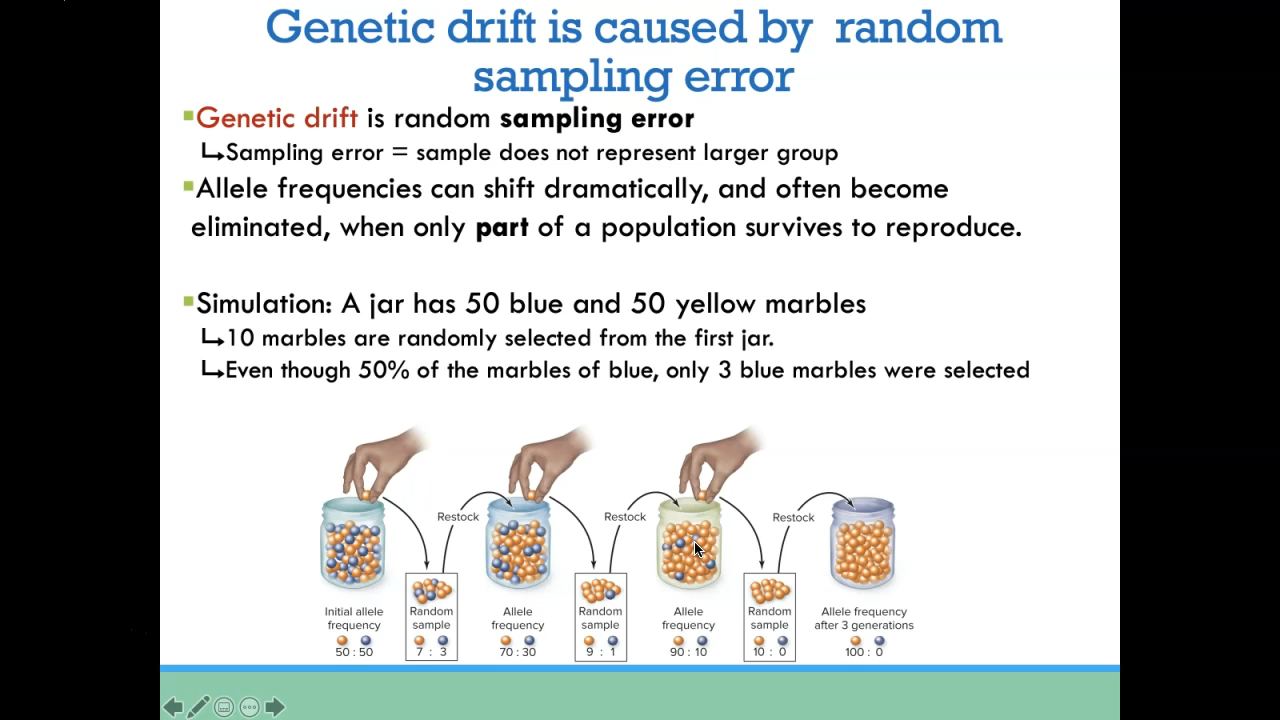 Genetic drift is caused by random
sampling error
Genetic drift is random sampling error
Sampling error = sample does not represent larger group
Allele frequencies can shift dramatically, and often become
eliminated, when only part of a population survives to reproduce.
Simulation: A jar has 50 blue and 50 yellow marbles
10 marbles are randomly selected from the first jar.
Even though 50% of the marbles of blue, only 3 blue marbles were selected
Restock
Restock
Restock
Initial allele
frequency
50 : 50
Random
sample
7 : 3
Allele
frequency
70 : 30
Random
sample
9 : 1
Allele
frequency
90 : 10
Random
sample
10 : 0
Allele frequency
after 3 generations
100 : 0